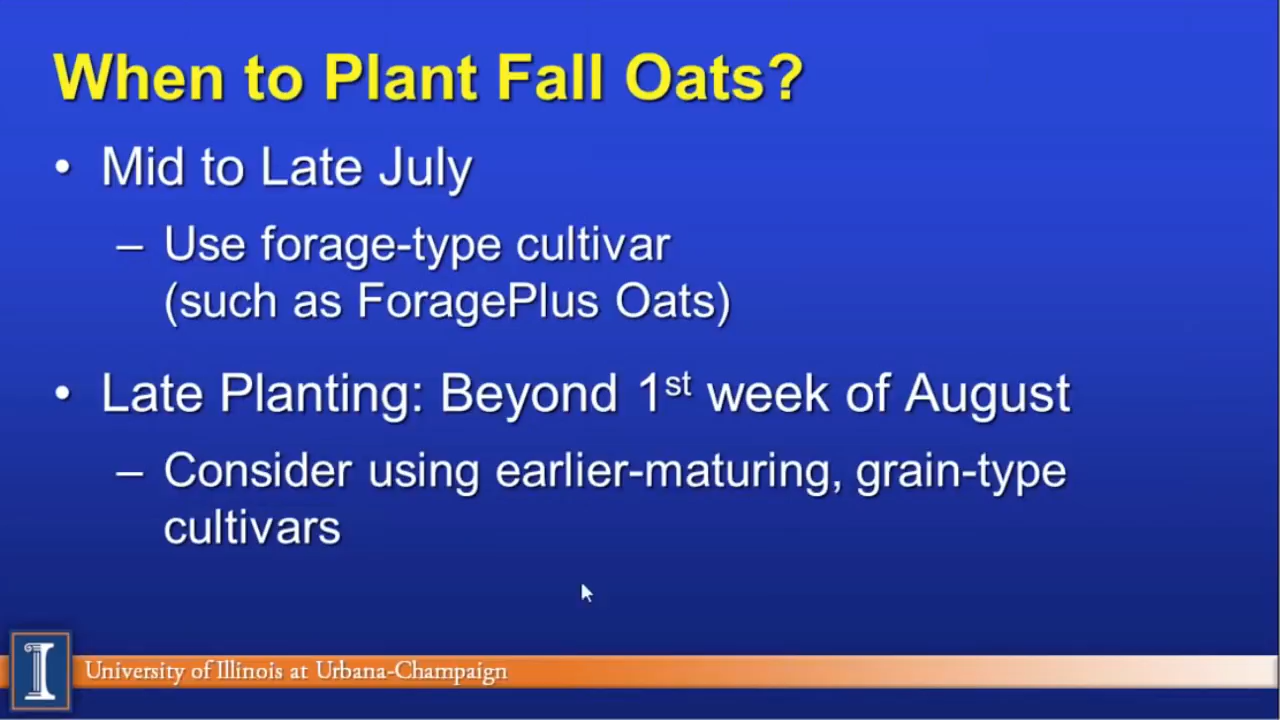 When to Plant Fall Oats?
• Mid to Late July
– Use forage-type cultivar
(such as ForagePlus Oats)
• Late Planting: Beyond 1st week of August
– Consider using earlier-maturing, grain-type
cultivars
I University of Illinois at Urbana-Champaign